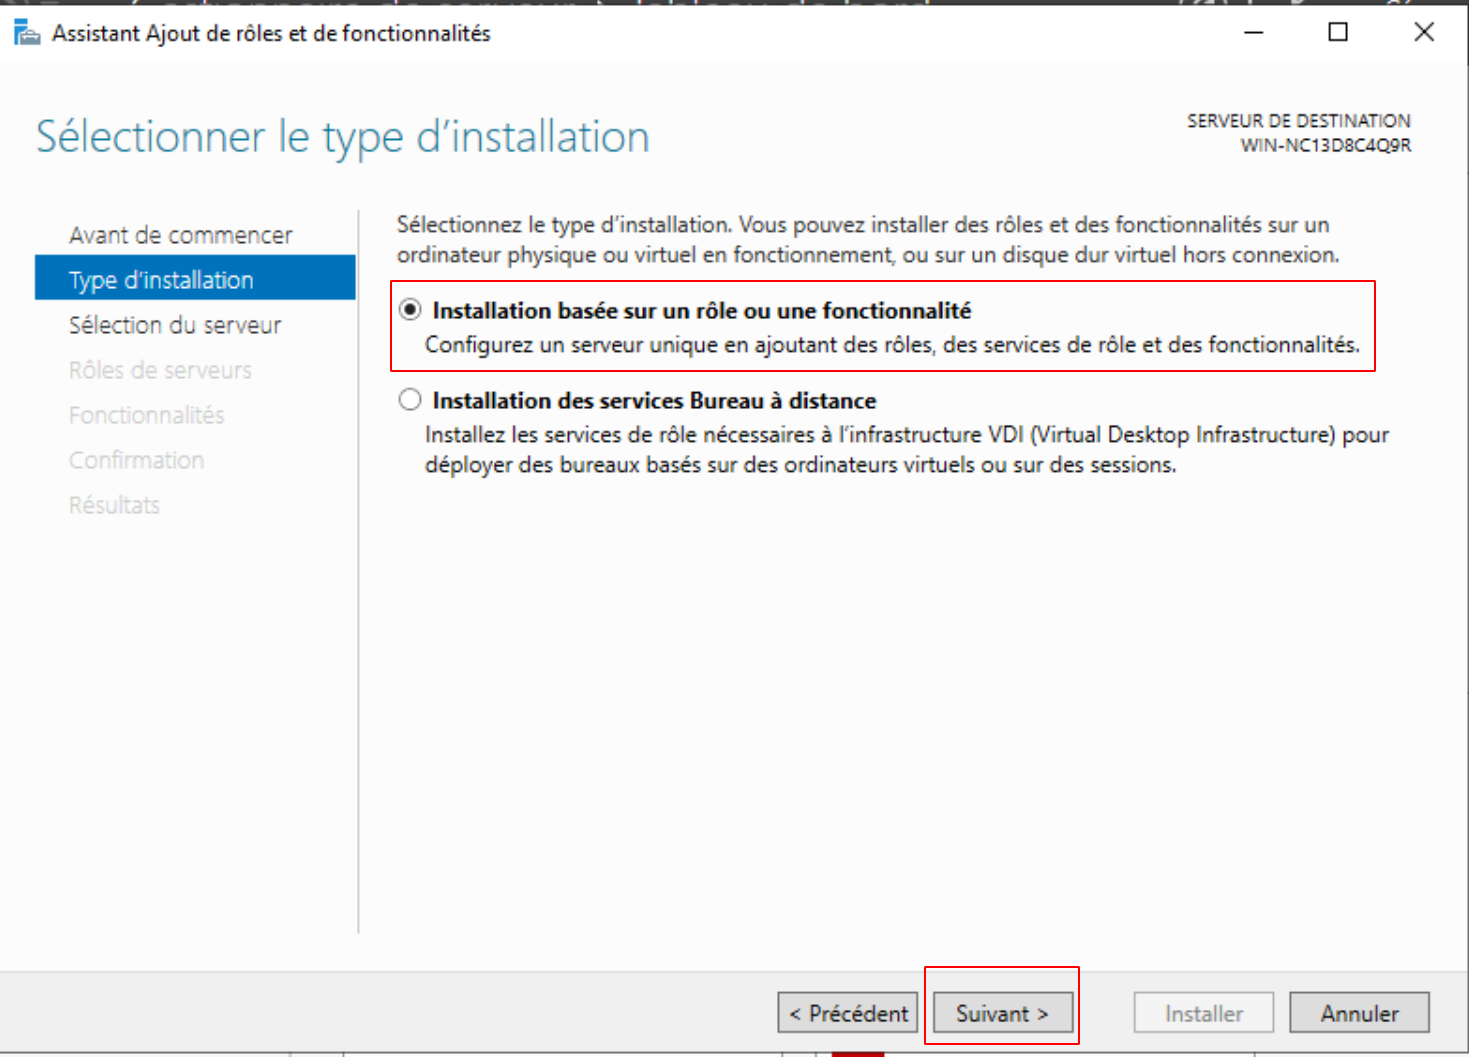 Assistant Ajout de rôles et de fonctionnalités
Sélectionner le type d’installation
SERVEUR DE DESTINATION
WIN-NC13D8C4Q9R
Avant de commencer
Type d’installation
Sélection du serveur
Rôles de serveurs
Fonctionnalités
Confirmation
Résultats
Sélectionnez le type d’installation. Vous pouvez installer des rôles et des fonctionnalités sur un
ordinateur physique ou virtuel en fonctionnement, ou sur un disque dur virtuel hors connexion.
Installation basée sur un rôle ou une fonctionnalité
Configurez un serveur unique en ajoutant des rôles, des services de rôle et des fonctionnalités.
Installation des services Bureau à distance
Installez les services de rôle nécessaires à l’infrastructure VDI (Virtual Desktop Infrastructure) pour
déployer des bureaux basés sur des ordinateurs virtuels ou sur des sessions.
< Précédent
Suivant >
Installer
Annuler